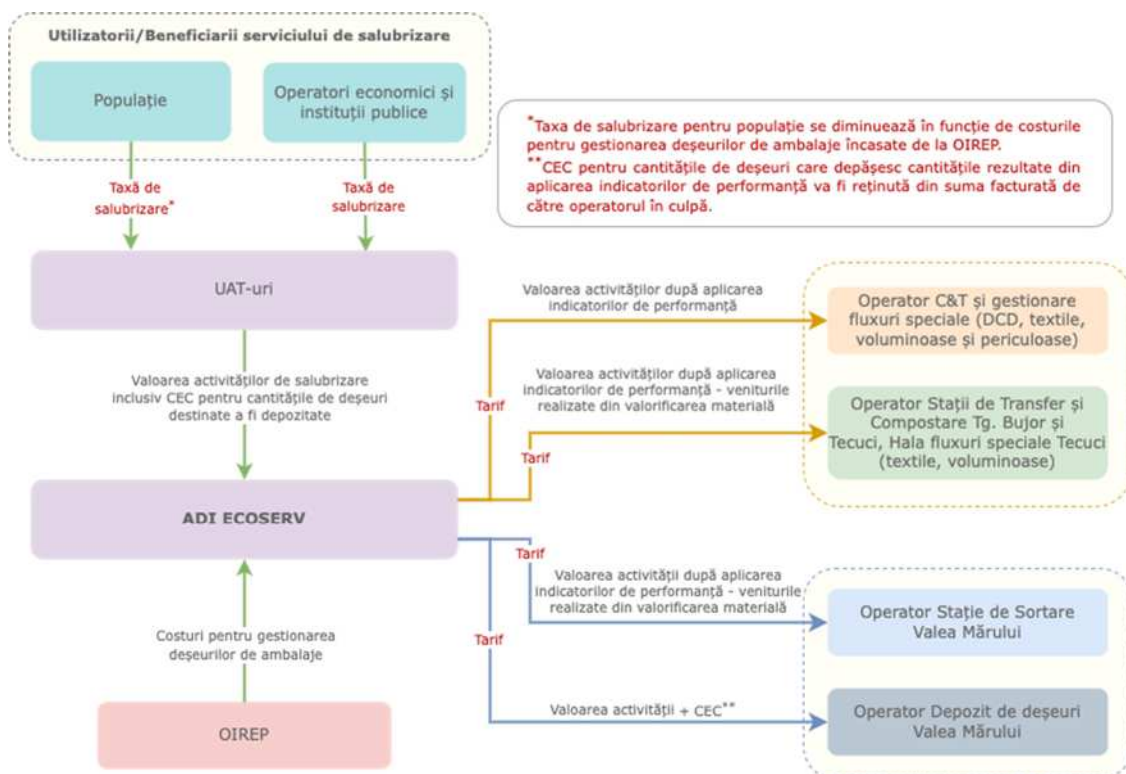 Utilizatorii/Beneficiarii serviciului de salubrizare
Populație
Operatori economici și
instituții publice
*Taxa de salubrizare pentru populație se diminuează în funcție de costurile
pentru gestionarea deșeurilor de ambalaje încasate de la OIREP.
**CEC pentru cantitățile de deșeuri care depășesc cantitățile rezultate din
aplicarea indicatorilor de performanță va fi reținută din suma facturată de
către operatorul în culpă.
Taxă de
salubrizare*
Taxă de
salubrizare
UAT-uri
Valoarea activităților după aplicarea
indicatorilor de performanță
Operator C&T și gestionare
fluxuri speciale (DCD, textile,
voluminoase și periculoase)
Valoarea activităților de salubrizare
inclusiv CEC pentru cantitățile de deșeuri
destinate a fi depozitate
Tarif
Valoarea activităților după aplicarea
indicatorilor de performanță - veniturile
realizate din valorificarea materială
Tarif
Operator Stații de Transfer și
Compostare Tg. Bujor și
Tecuci, Hala fluxuri speciale Tecuci
(textile, voluminoase)
ADI ECOSERV
Tarif
Valoarea activității după aplicarea
indicatorilor de performanță - veniturile
realizate din valorificarea materială
Operator Stație de Sortare
Valea Mărului
Costuri pentru gestionarea
deșeurilor de ambalaje
Tarif
Valoarea activității + CEC**
Operator Depozit de deșeuri
Valea Mărului
OIREP